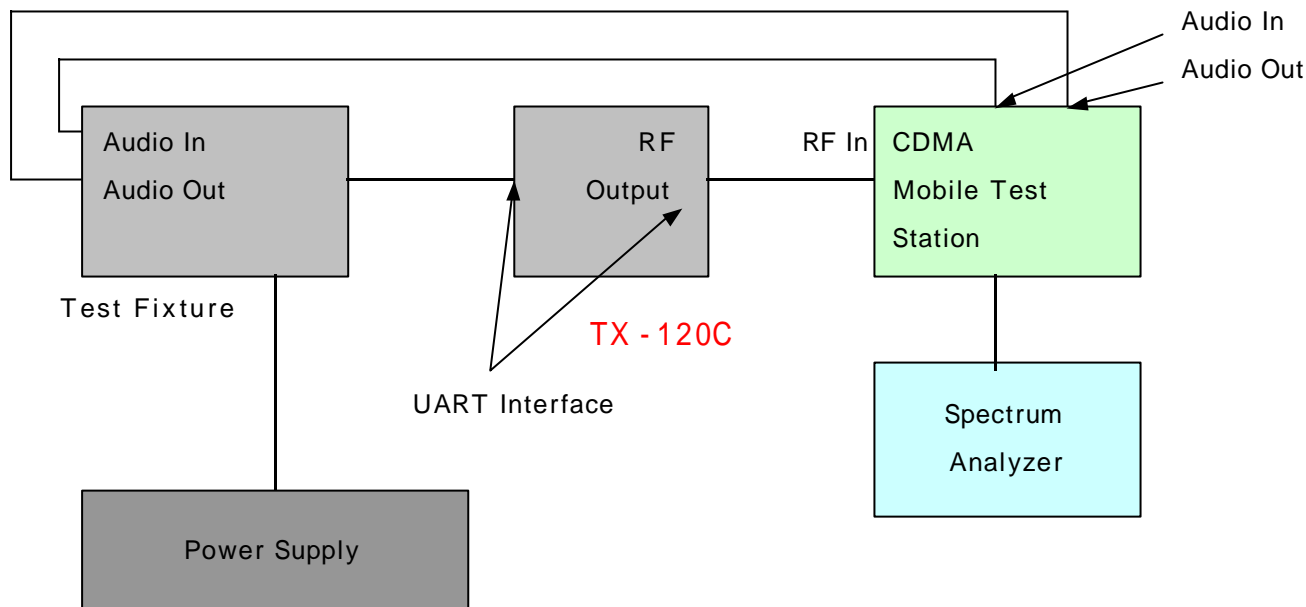 Audio In
Audio Out
Audio In
Audio Out
RF
Output
RF In
CDMA
Mobile Test
Station
Test Fixture
TX - 120C
UART Interface
Spectrum
Analyzer
Power Supply